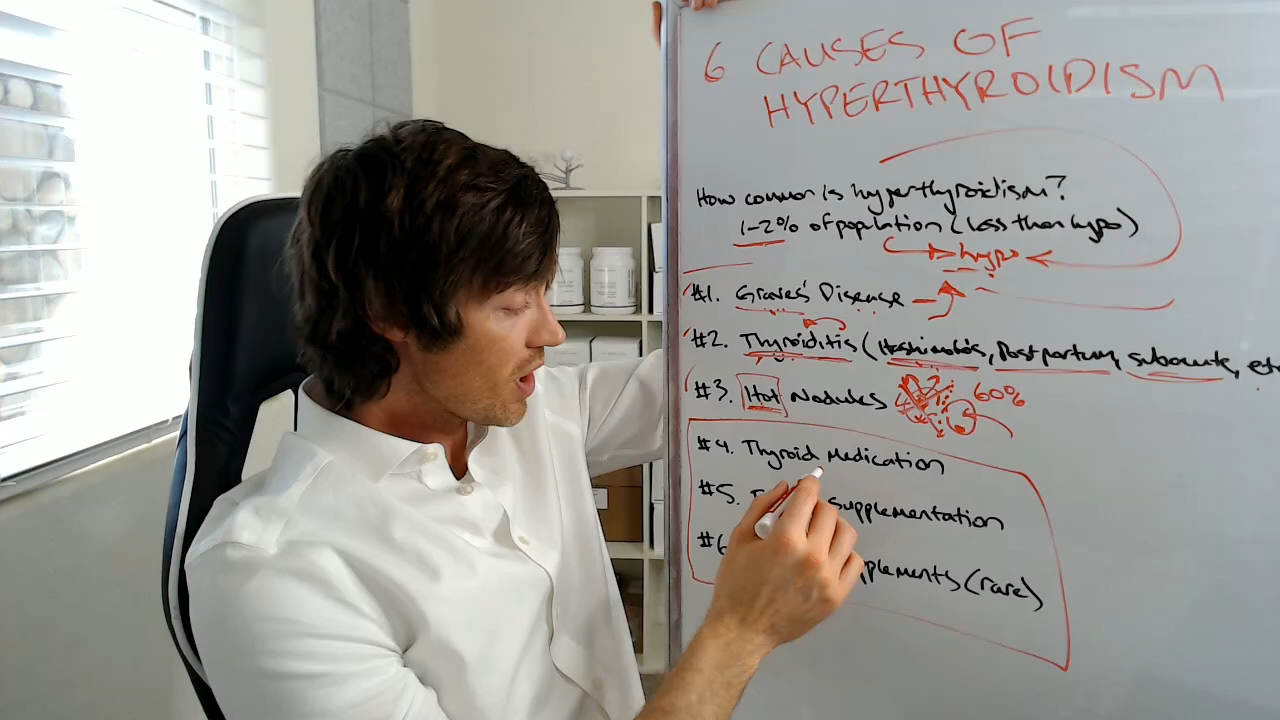 6 CAUSES OF
HYPERTHYROIDISM
How common is hyperthyroidism?
1-2% of population (less than hypo)
hypo
#1. Graves' Disease
#2. Thyroiditis (Hashimoto's, Postpartum, subacute, etc
#3. Hot Nodules 60%
#4. Thyroid Medication
#5. supplementation
#6 (rare)